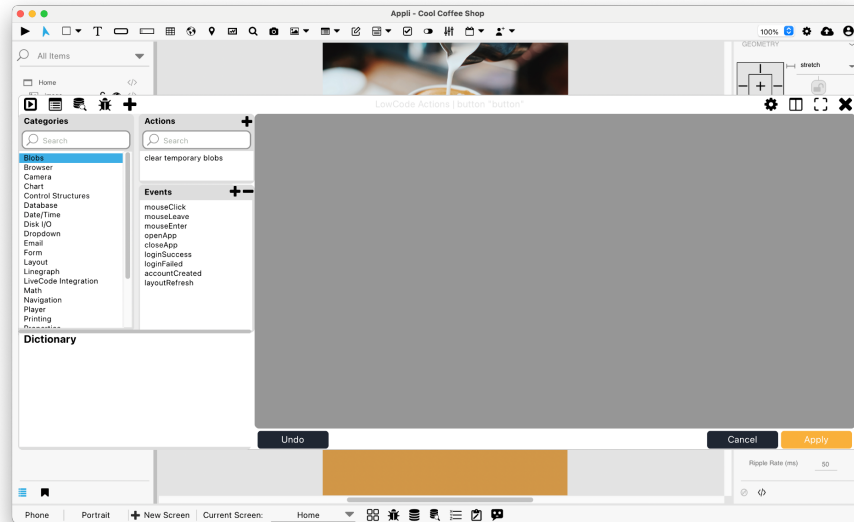 Appli - Cool Coffee Shop
T
100%
All Items
GEOMETRY
stretch
Home
LowCode Actions | button "button"
Categories
Actions
Search
Search
Blobs
clear temporary blobs
Browser
Camera
Chart
Control Structures
Database
Date/Time
Disk I/O
Dropdown
Email
Form
Layout
Linegraph
LiveCode Integration
Math
Navigation
Player
Printing
Events
mouseClick
mouseLeave
mouseEnter
openApp
closeApp
loginSuccess
loginFailed
accountCreated
layoutRefresh
Dictionary
Undo
Cancel
Apply
Ripple Rate (ms)
50
Phone
Portrait
New Screen
Current Screen:
Home